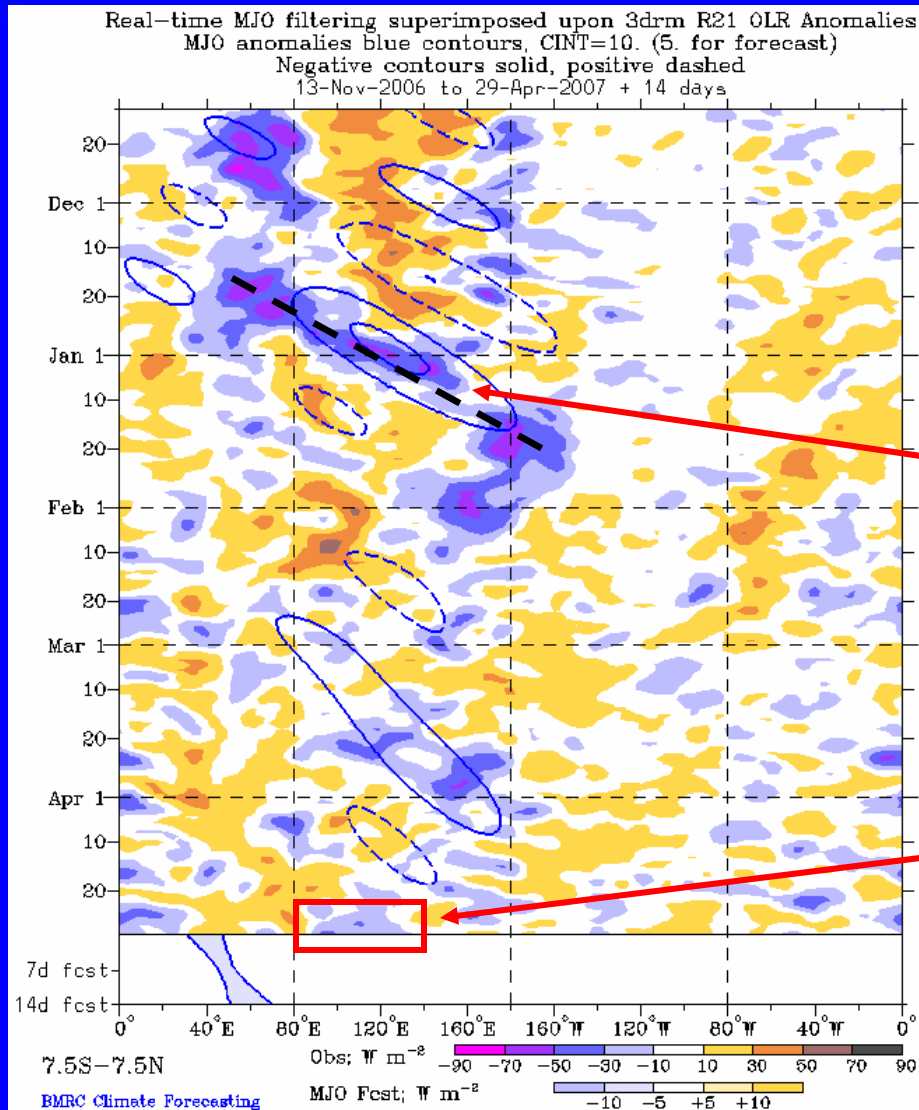 Real-time MJO filtering superimposed upon 3drm R21 OLR Anomalies
MJO anomalies blue contours, CINT=10. (5. for forecast)
Negative contours solid, positive dashed
13-Nov-2006 to 29-Apr-2007 + 14 days
20
Dec 1
10
20
Jan 1
10
20
Feb 1
10
20
Mar 1
10
20
Apr 1
10
20
7d fcst
14d fcst
0° 40°E 80°E 120°E 160°E 160°W 120°W 80°W 40°W 0°
7.5S-7.5N
Obs; W m⁻²
-90 -70 -50 -30 -10 10 30 50 70 90
MJO Fcst; W m⁻²
-10 -5 +5 +10
BMRC Climate Forecasting